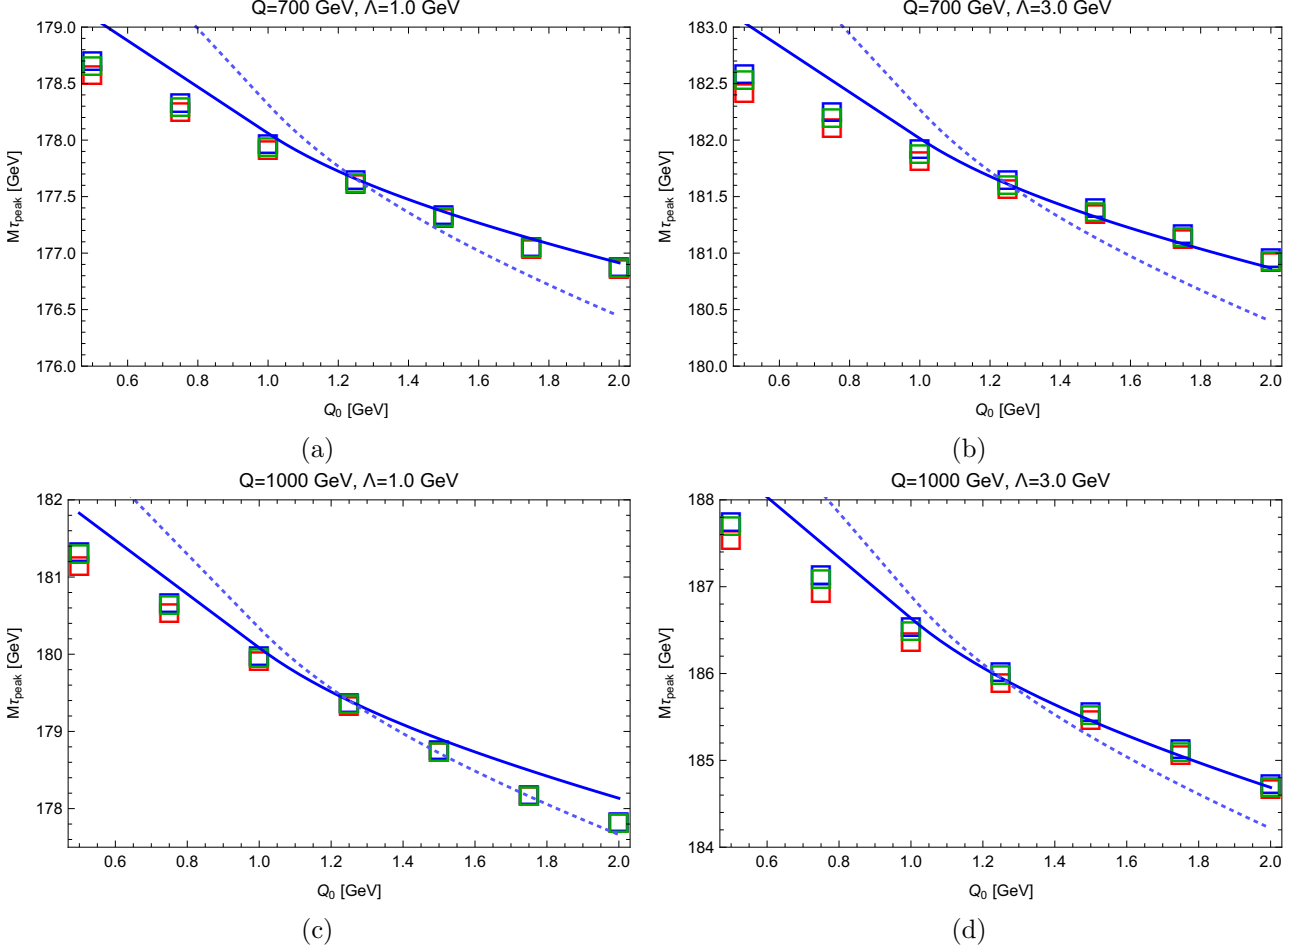 Q=700 GeV, Λ=1.0 GeV
Mτpeak [GeV]
179.0
178.5
178.0
177.5
177.0
176.5
176.0
0.6 0.8 1.0 1.2 1.4 1.6 1.8 2.0
Q0 [GeV]
(a)
Q=700 GeV, Λ=3.0 GeV
Mτpeak [GeV]
183.0
182.5
182.0
181.5
181.0
180.5
180.0
0.6 0.8 1.0 1.2 1.4 1.6 1.8 2.0
Q0 [GeV]
(b)
Q=1000 GeV, Λ=1.0 GeV
Mτpeak [GeV]
182
181
180
179
178
0.6 0.8 1.0 1.2 1.4 1.6 1.8 2.0
Q0 [GeV]
(c)
Q=1000 GeV, Λ=3.0 GeV
Mτpeak [GeV]
188
187
186
185
184
0.6 0.8 1.0 1.2 1.4 1.6 1.8 2.0
Q0 [GeV]
(d)